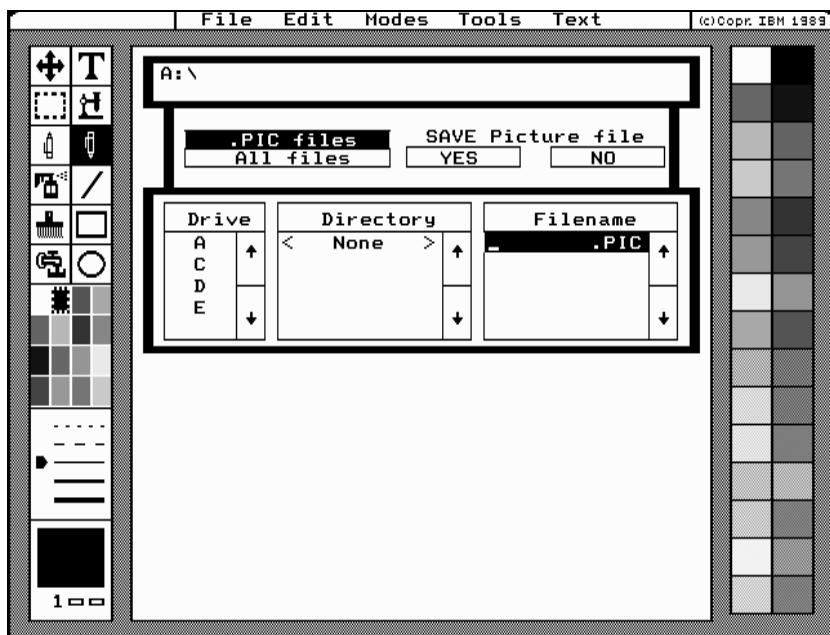 File Edit Modes Tools Text (c)Copr. IBM 1989
T
A:\
.PIC files SAVE Picture file
All files YES NO
Drive Directory Filename
A < None > _ .PIC
C
D
E
1